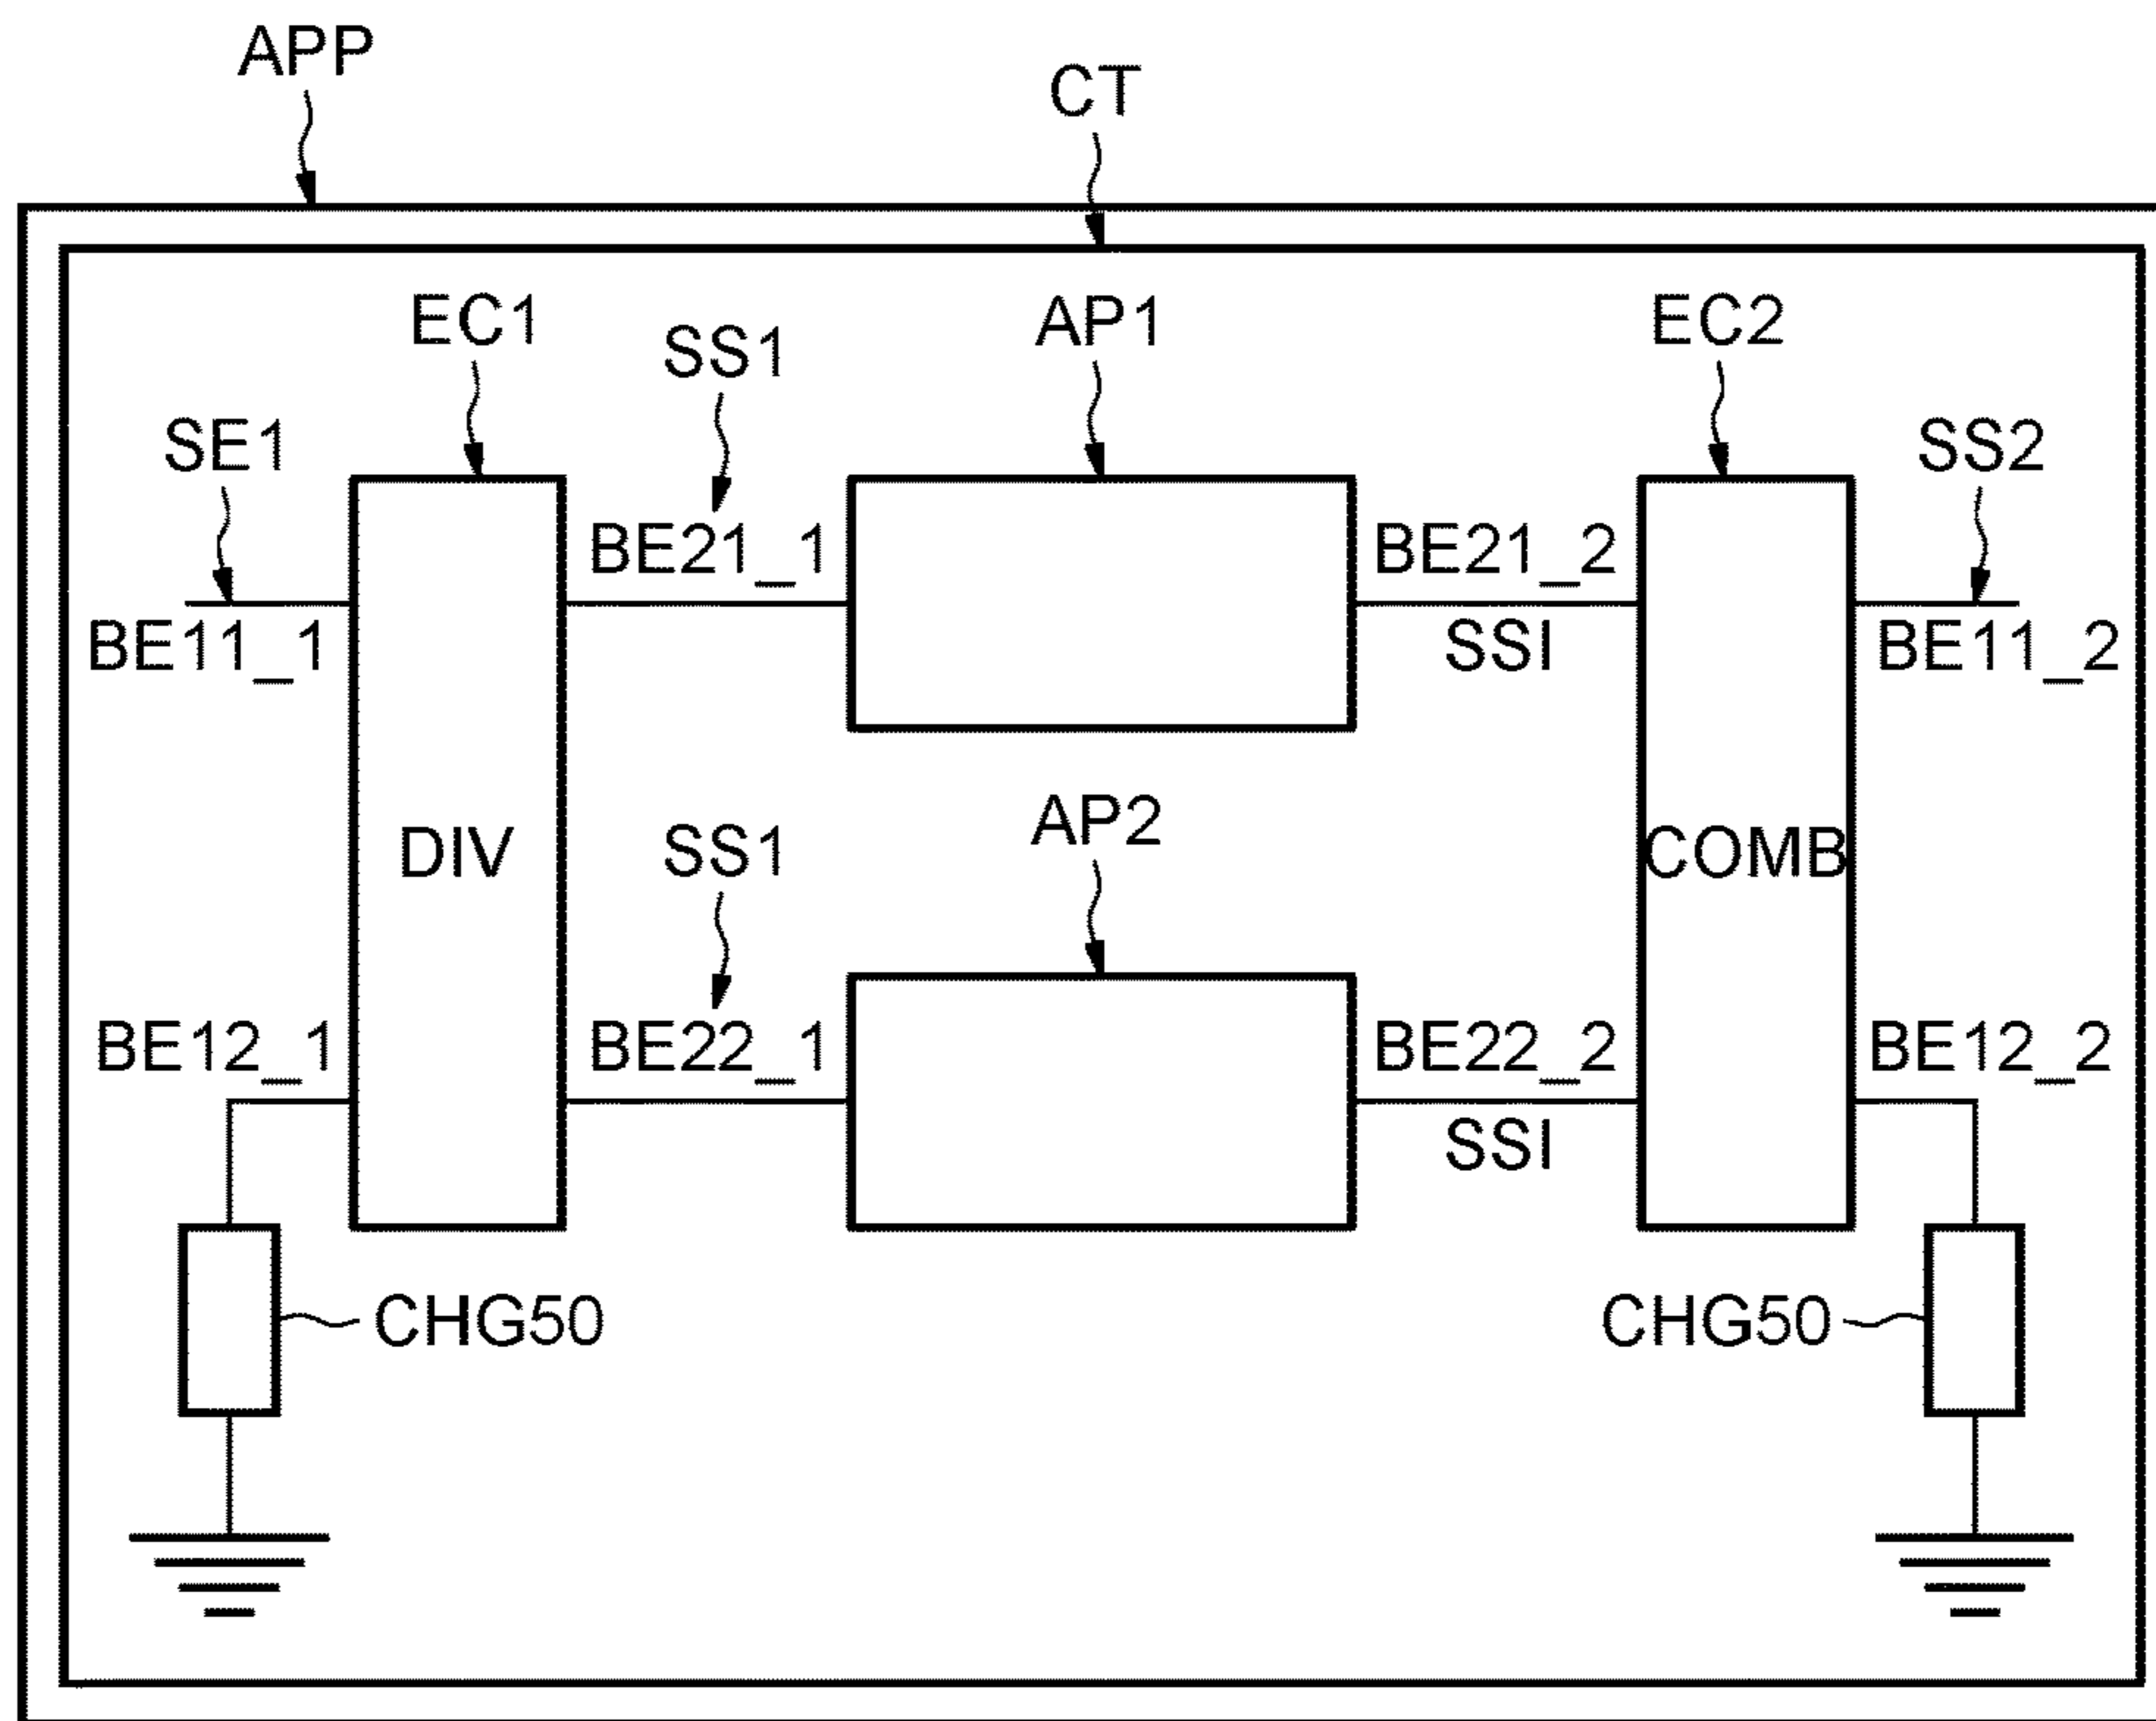 APP
CT
EC1
SS1
AP1
EC2
SE1
SS2
BE21_1
BE21_2
BE11_1
SSI
BE11_2
AP2
DIV
SS1
COMB
BE12_1
BE22_1
BE22_2
BE12_2
SSI
CHG50
CHG50